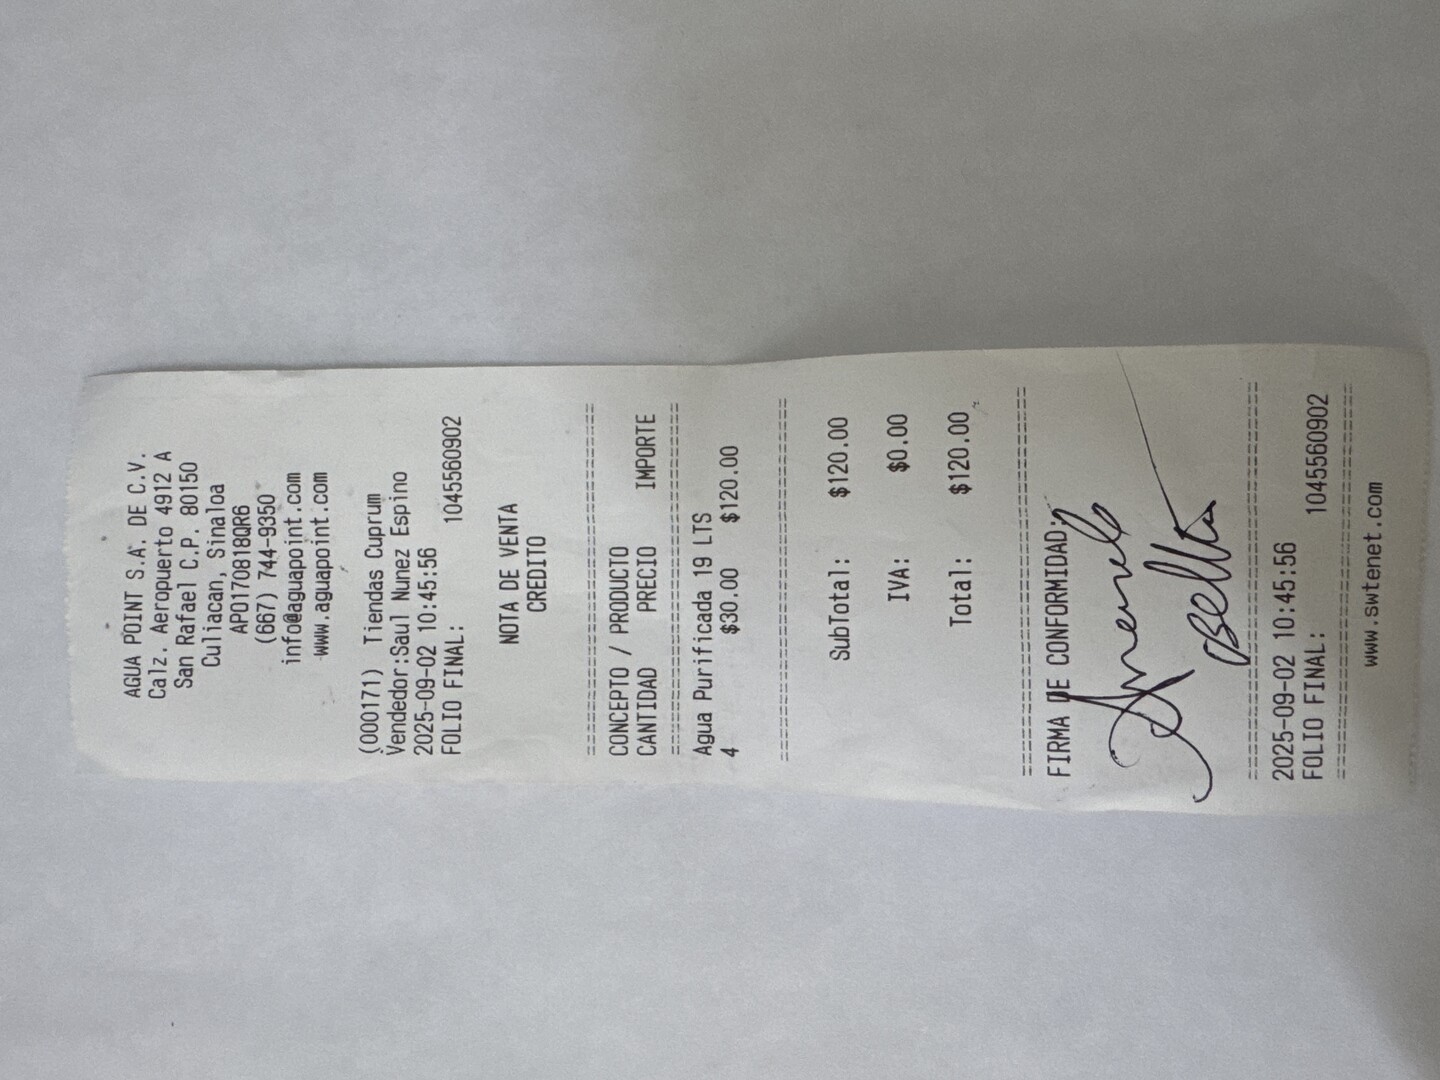 AGUA POINT S.A. DE C.V.
Calz. Aeropuerto 4912 A
San Rafael C.P. 80150
Culiacan, Sinaloa
APO170818QR6
(667) 744-9350
info@aguapoint.com
www.aguapoint.com
(000171) Tiendas Cuprum
Vendedor:Saul Nunez Espino
2025-09-02 10:45:56
FOLIO FINAL: 1045560902
NOTA DE VENTA
CREDITO
==============================
CONCEPTO / PRODUCTO
CANTIDAD PRECIO IMPORTE
==============================
Agua Purificada 19 LTS
4 $30.00 $120.00
==============================
SubTotal: $120.00
IVA: $0.00
Total: $120.00
==============================
FIRMA DE CONFORMIDAD:
==============================
2025-09-02 10:45:56
FOLIO FINAL: 1045560902
==============================
www.swtenet.com